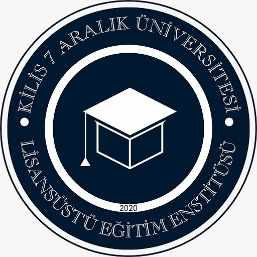 KİLİS 7 ARALIK ÜNİVERSİTESİ
2020
LİSANSÜSTÜ EĞİTİM ENSTİTÜSÜ